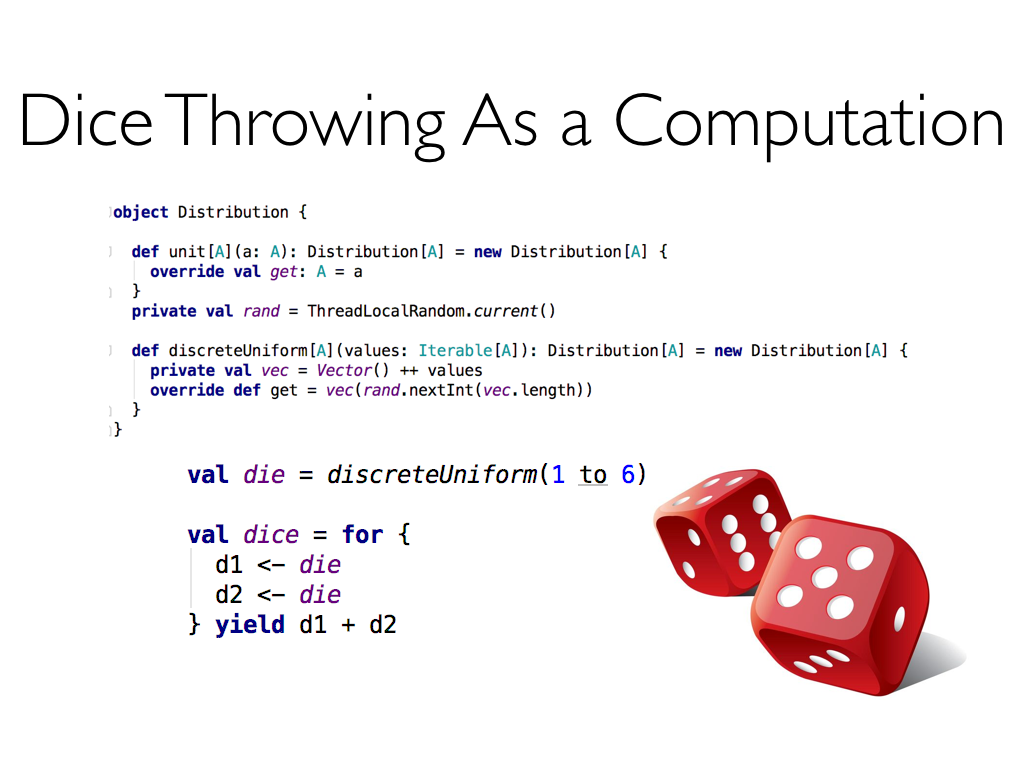 Dice Throwing As a Computation
object Distribution {
def unit[A](a: A): Distribution[A] = new Distribution[A] {
override val get: A = a
}
private val rand = ThreadLocalRandom.current()
def discreteUniform[A](values: Iterable[A]): Distribution[A] = new Distribution[A] {
private val vec = Vector() ++ values
override def get = vec(rand.nextInt(vec.length))
}
}
val die = discreteUniform(1 to 6)
val dice = for {
d1 <- die
d2 <- die
} yield d1 + d2